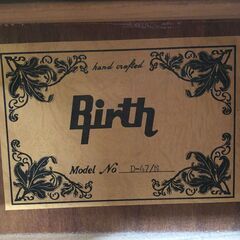 hand crafted
Birth
Model No D-47/S